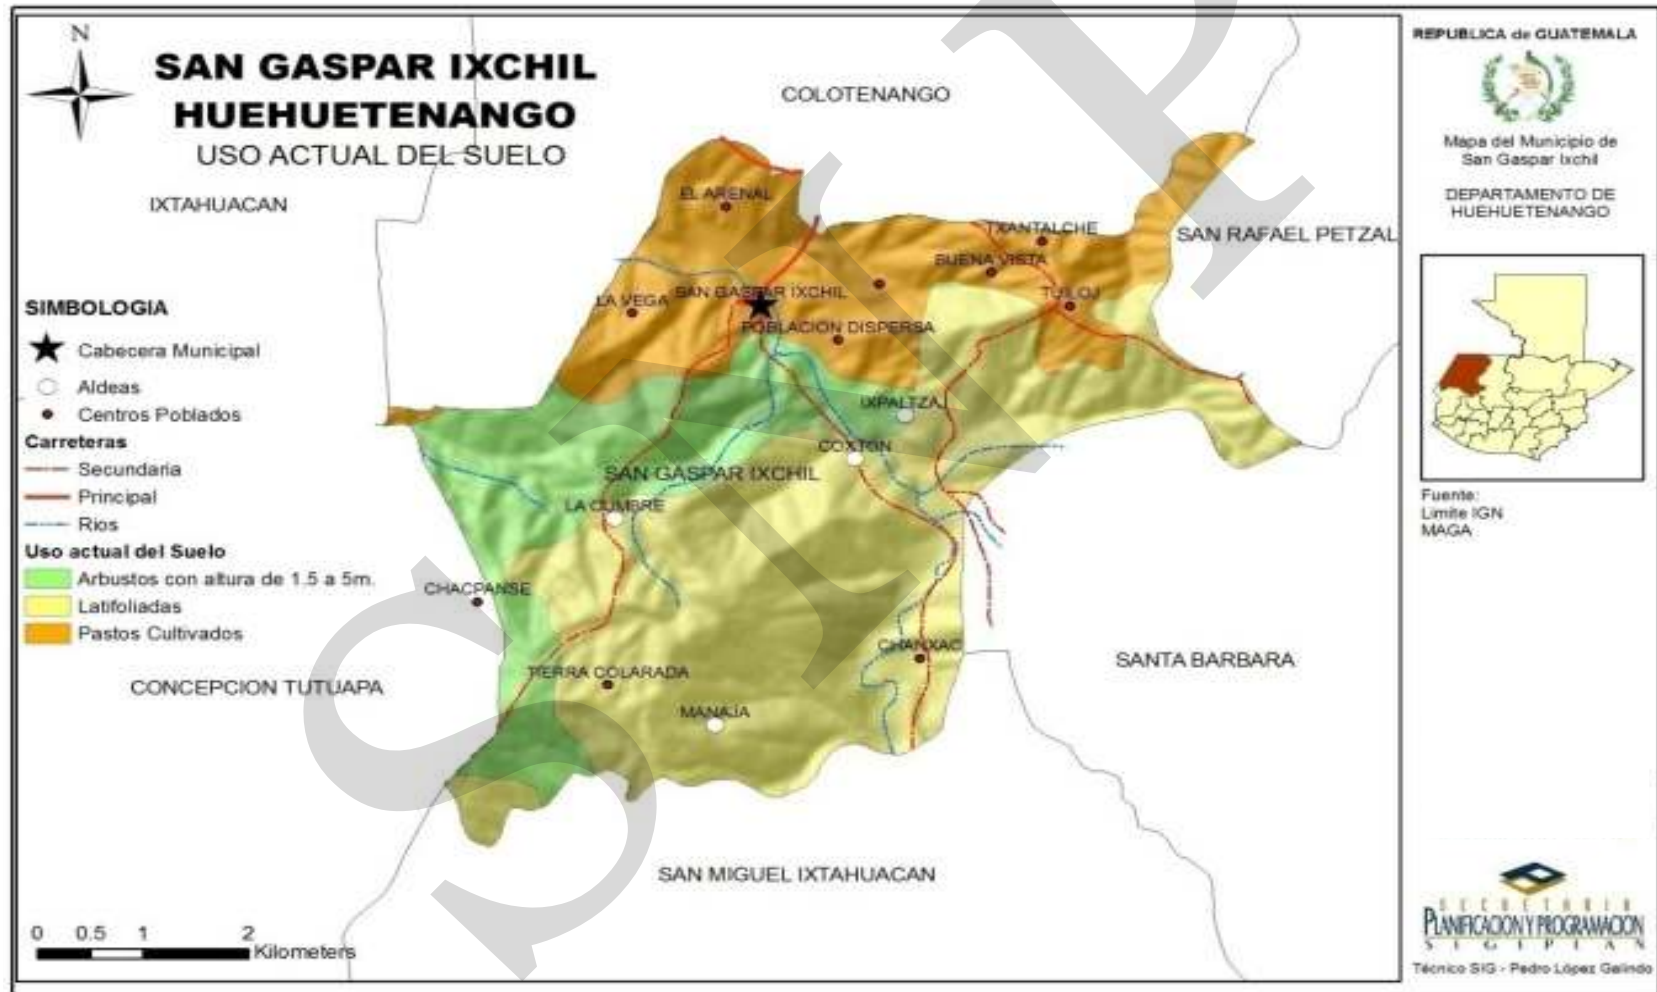 N
SAN GASPAR IXCHIL
HUEHUETENANGO
USO ACTUAL DEL SUELO
COLOTENANGO
IXTAHUACAN
SAN RAFAEL PETZAL
EL ARENAL
TXANTALCHE
BUENA VISTA
LA VEGA
SAN GASPAR IXCHIL
TUILOJ
POBLACION DISPERSA
IXPALTZAJ
COXTON
SAN GASPAR IXCHIL
LA CUMBRE
CHACPANSE
CHANXAC
TIERRA COLARADA
MANAJA
SANTA BARBARA
CONCEPCION TUTUAPA
SAN MIGUEL IXTAHUACAN
SIMBOLOGIA
Cabecera Municipal
Aldeas
Centros Poblados
Carreteras
Secundaria
Principal
Rios
Uso actual del Suelo
Arbustos con altura de 1.5 a 5m.
Latifoliadas
Pastos Cultivados
0 0.5 1 2
Kilometers
REPUBLICA de GUATEMALA
Mapa del Municipio de
San Gaspar Ixchil
DEPARTAMENTO DE
HUEHUETENANGO
Fuente:
Limite IGN
MAGA
SECRETARIA
PLANIFICACION Y PROGRAMACION
SEGEPLAN
Técnico SIG - Pedro López Galindo